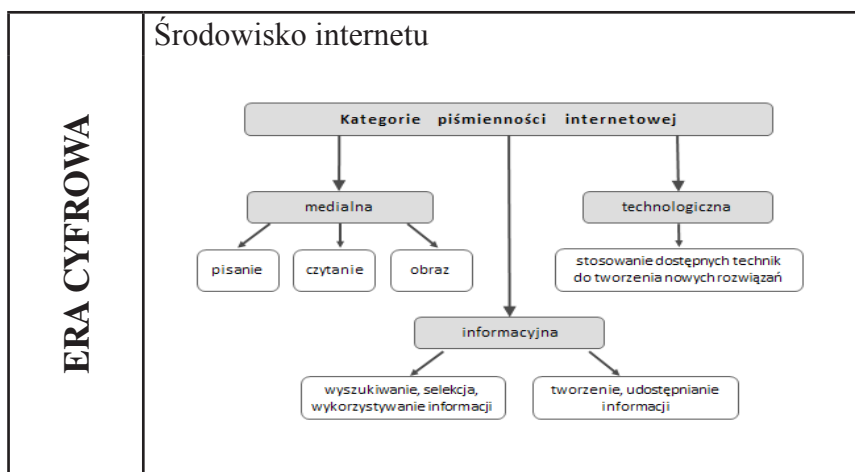 Środowisko internetu
ERA CYFROWA
Kategorie piśmienności internetowej
medialna
technologiczna
pisanie
czytanie
obraz
stosowanie dostępnych technik
do tworzenia nowych rozwiązań
informacyjna
wyszukiwanie, selekcja,
wykorzystywanie informacji
tworzenie, udostępnianie
informacji